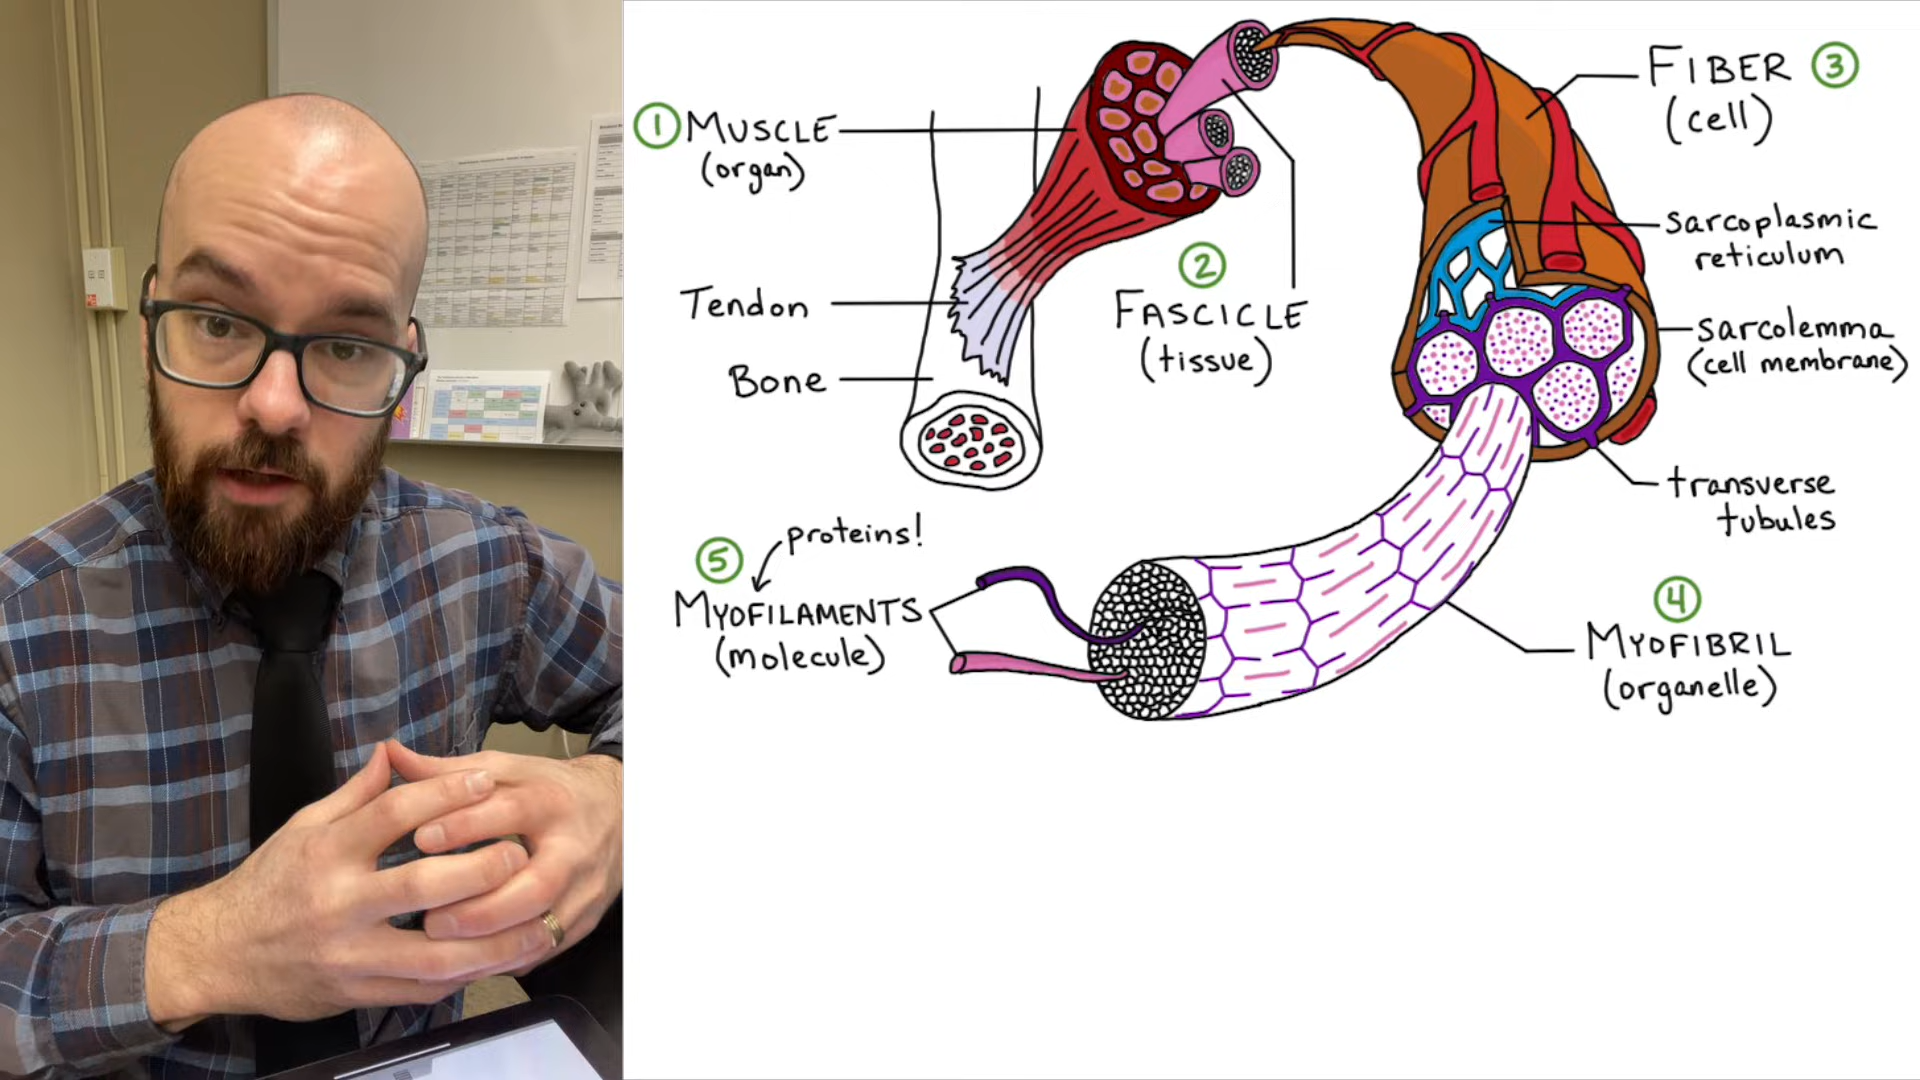 ① MUSCLE
(organ)
Tendon
Bone
② 
FASCICLE
(tissue)
FIBER ③
(cell)
sarcoplasmic
reticulum
sarcolemma
(cell membrane)
transverse
tubules
④
MYOFIBRIL
(organelle)
⑤ proteins!
MYOFILAMENTS
(molecule)